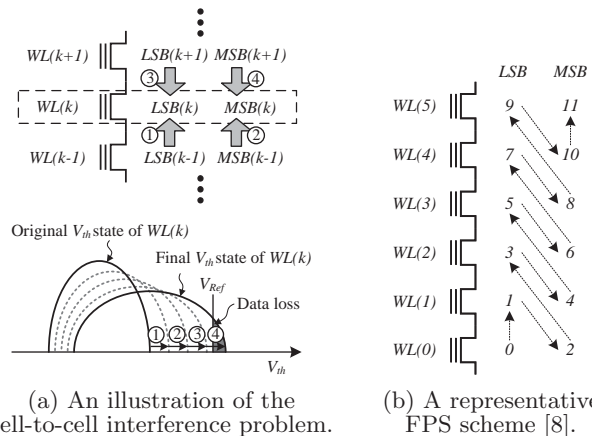 WL(k+1) LSB(k+1) MSB(k+1)
③ ④
WL(k) LSB(k) MSB(k)
① ②
WL(k-1) LSB(k-1) MSB(k-1)
Original Vth state of WL(k)
Final Vth state of WL(k)
VRef
Data loss
① ② ③ ④
Vth
(a) An illustration of the
ell-to-cell interference problem.
LSB MSB
WL(5) 9 11
WL(4) 7 10
WL(3) 5 8
WL(2) 3 6
WL(1) 1 4
WL(0) 0 2
(b) A representative
FPS scheme [8].